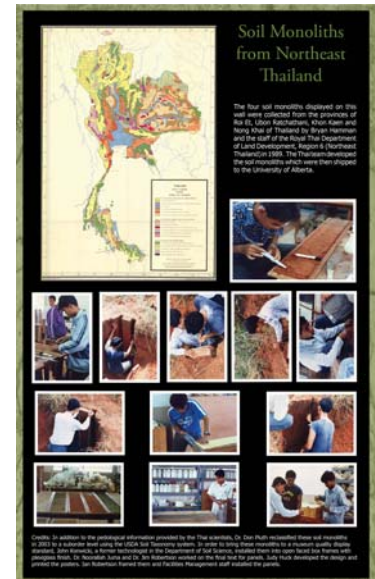 Soil Monoliths
from Northeast
Thailand
The four soil monoliths displayed on this
wall were collected from the provinces of
Roi Et, Ubon Ratchathani, Khon Kaen and
Nong Khai of Thailand by Bryan Hamman
and the staff of the Royal Thai Department
of Land Development, Region 6 (Northeast
Thailand) in 1989. The Thai team developed
the soil monoliths which were then shipped
to the University of Alberta.
Credits: In addition to the pedological information provided by the Thai scientists, Dr. Don Pluth reclassified these soil monoliths
in 2003 to a suborder level using the USDA Soil Taxonomy system. In order to bring these monoliths to a museum quality display
standard, John Konwicki, a former technologist in the Department of Soil Science, installed them into open faced box frames with
plexiglass finish. Dr. Noorallah Juma and Dr. Jim Robertson worked on the final text for panels. Judy Huck developed the design and
printed the posters. Ian Robertson framed them and Facilities Management staff installed the panels.